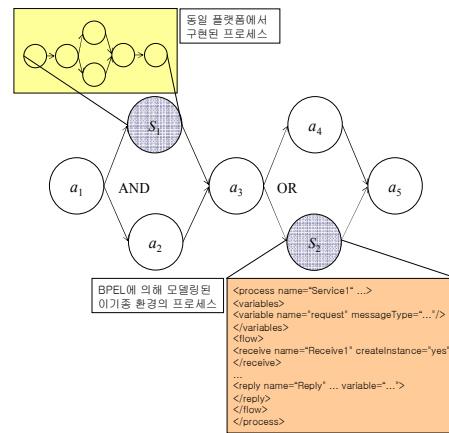 동일 플랫폼에서
구현된 프로세스
S1
a4
a1
AND
a3
OR
a5
a2
S2
BPEL에 의해 모델링된
이기종 환경의 프로세스
<process name=“Service1“ …>
<variables>
<variable name="request" messageType=“…"/>
</variables>
<flow>
<receive name=“Receive1" createInstance="yes"
</receive>
…
<reply name=“Reply" … variable=“…">
</reply>
</flow>
</process>